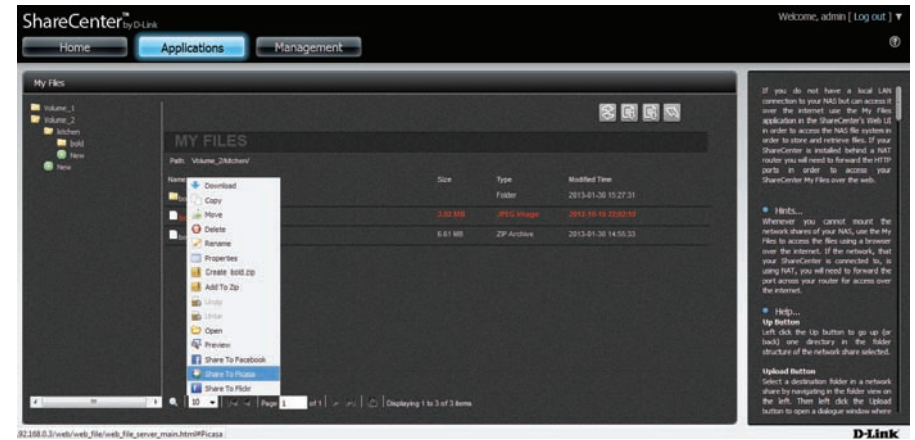 ShareCenter™ by D-Link
Welcome, admin [ Log out ] ▼
Home Applications Management
My Files
Volume_1
Volume_2
kitchen
bold
New
New
MY FILES
Path: Volume_2/kitchen/
Name Size Type Modified Time
Folder 2013-01-30 15:27:31
3.82 MB JPEG Image 2012-10-19 22:02:10
6.61 MB ZIP Archive 2013-01-30 14:55:33
Download
Copy
Move
Delete
Rename
Properties
Create bold.zip
Add To Zip
Unzip
Untar
Open
Preview
Share To Facebook
Share To Picasa
Share To Flickr
10 Page 1 of 1 Displaying 1 to 3 of 3 items
If you do not have a local LAN
connection to your NAS but can access it
over the internet use the My Files
application in the ShareCenter's Web UI
in order to access the NAS file system in
order to store and retrieve files. If your
ShareCenter is installed behind a NAT
router you will need to forward the HTTP
ports in order to access your
ShareCenter My Files over the web.
Hints...
Whenever you cannot mount the
network shares of your NAS, use the My
Files to access the files using a browser
over the internet. If the network, that
your ShareCenter is connected to, is
using NAT, you will need to forward the
port across your router for access over
the internet.
Help...
Up Button
Left click the Up button to go up (or
back) one directory in the folder
structure of the network share selected.
Upload Button
Select a destination folder in a network
share by navigating in the folder view on
the left. Then left click the Upload
button to open a dialogue window where
92.168.0.3/web/web_file/web_file_server_main.html#Picasa
D-Link